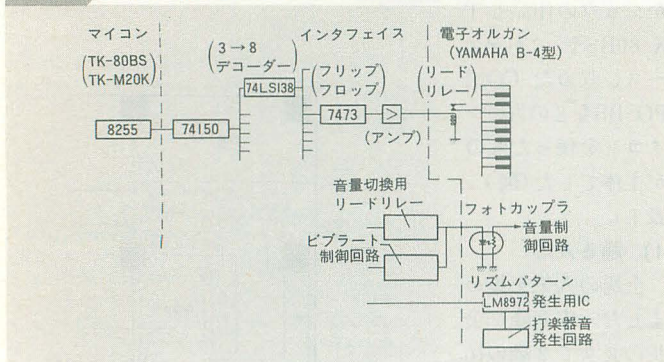 マイコン
(TK-80BS
TK-M20K)
8255
74150
(3→8
デコーダー)
74LS138
インタフェイス
(フリップ
フロップ)
7473
(アンプ)
電子オルガン
(YAMAHA B-4型)
(リード
リレー)
音量切換用
リードリレー
ビブラート
制御回路
フォトカップラ
音量制
御回路
リズムパターン
LM8972 発生用IC
打楽器音
発生回路